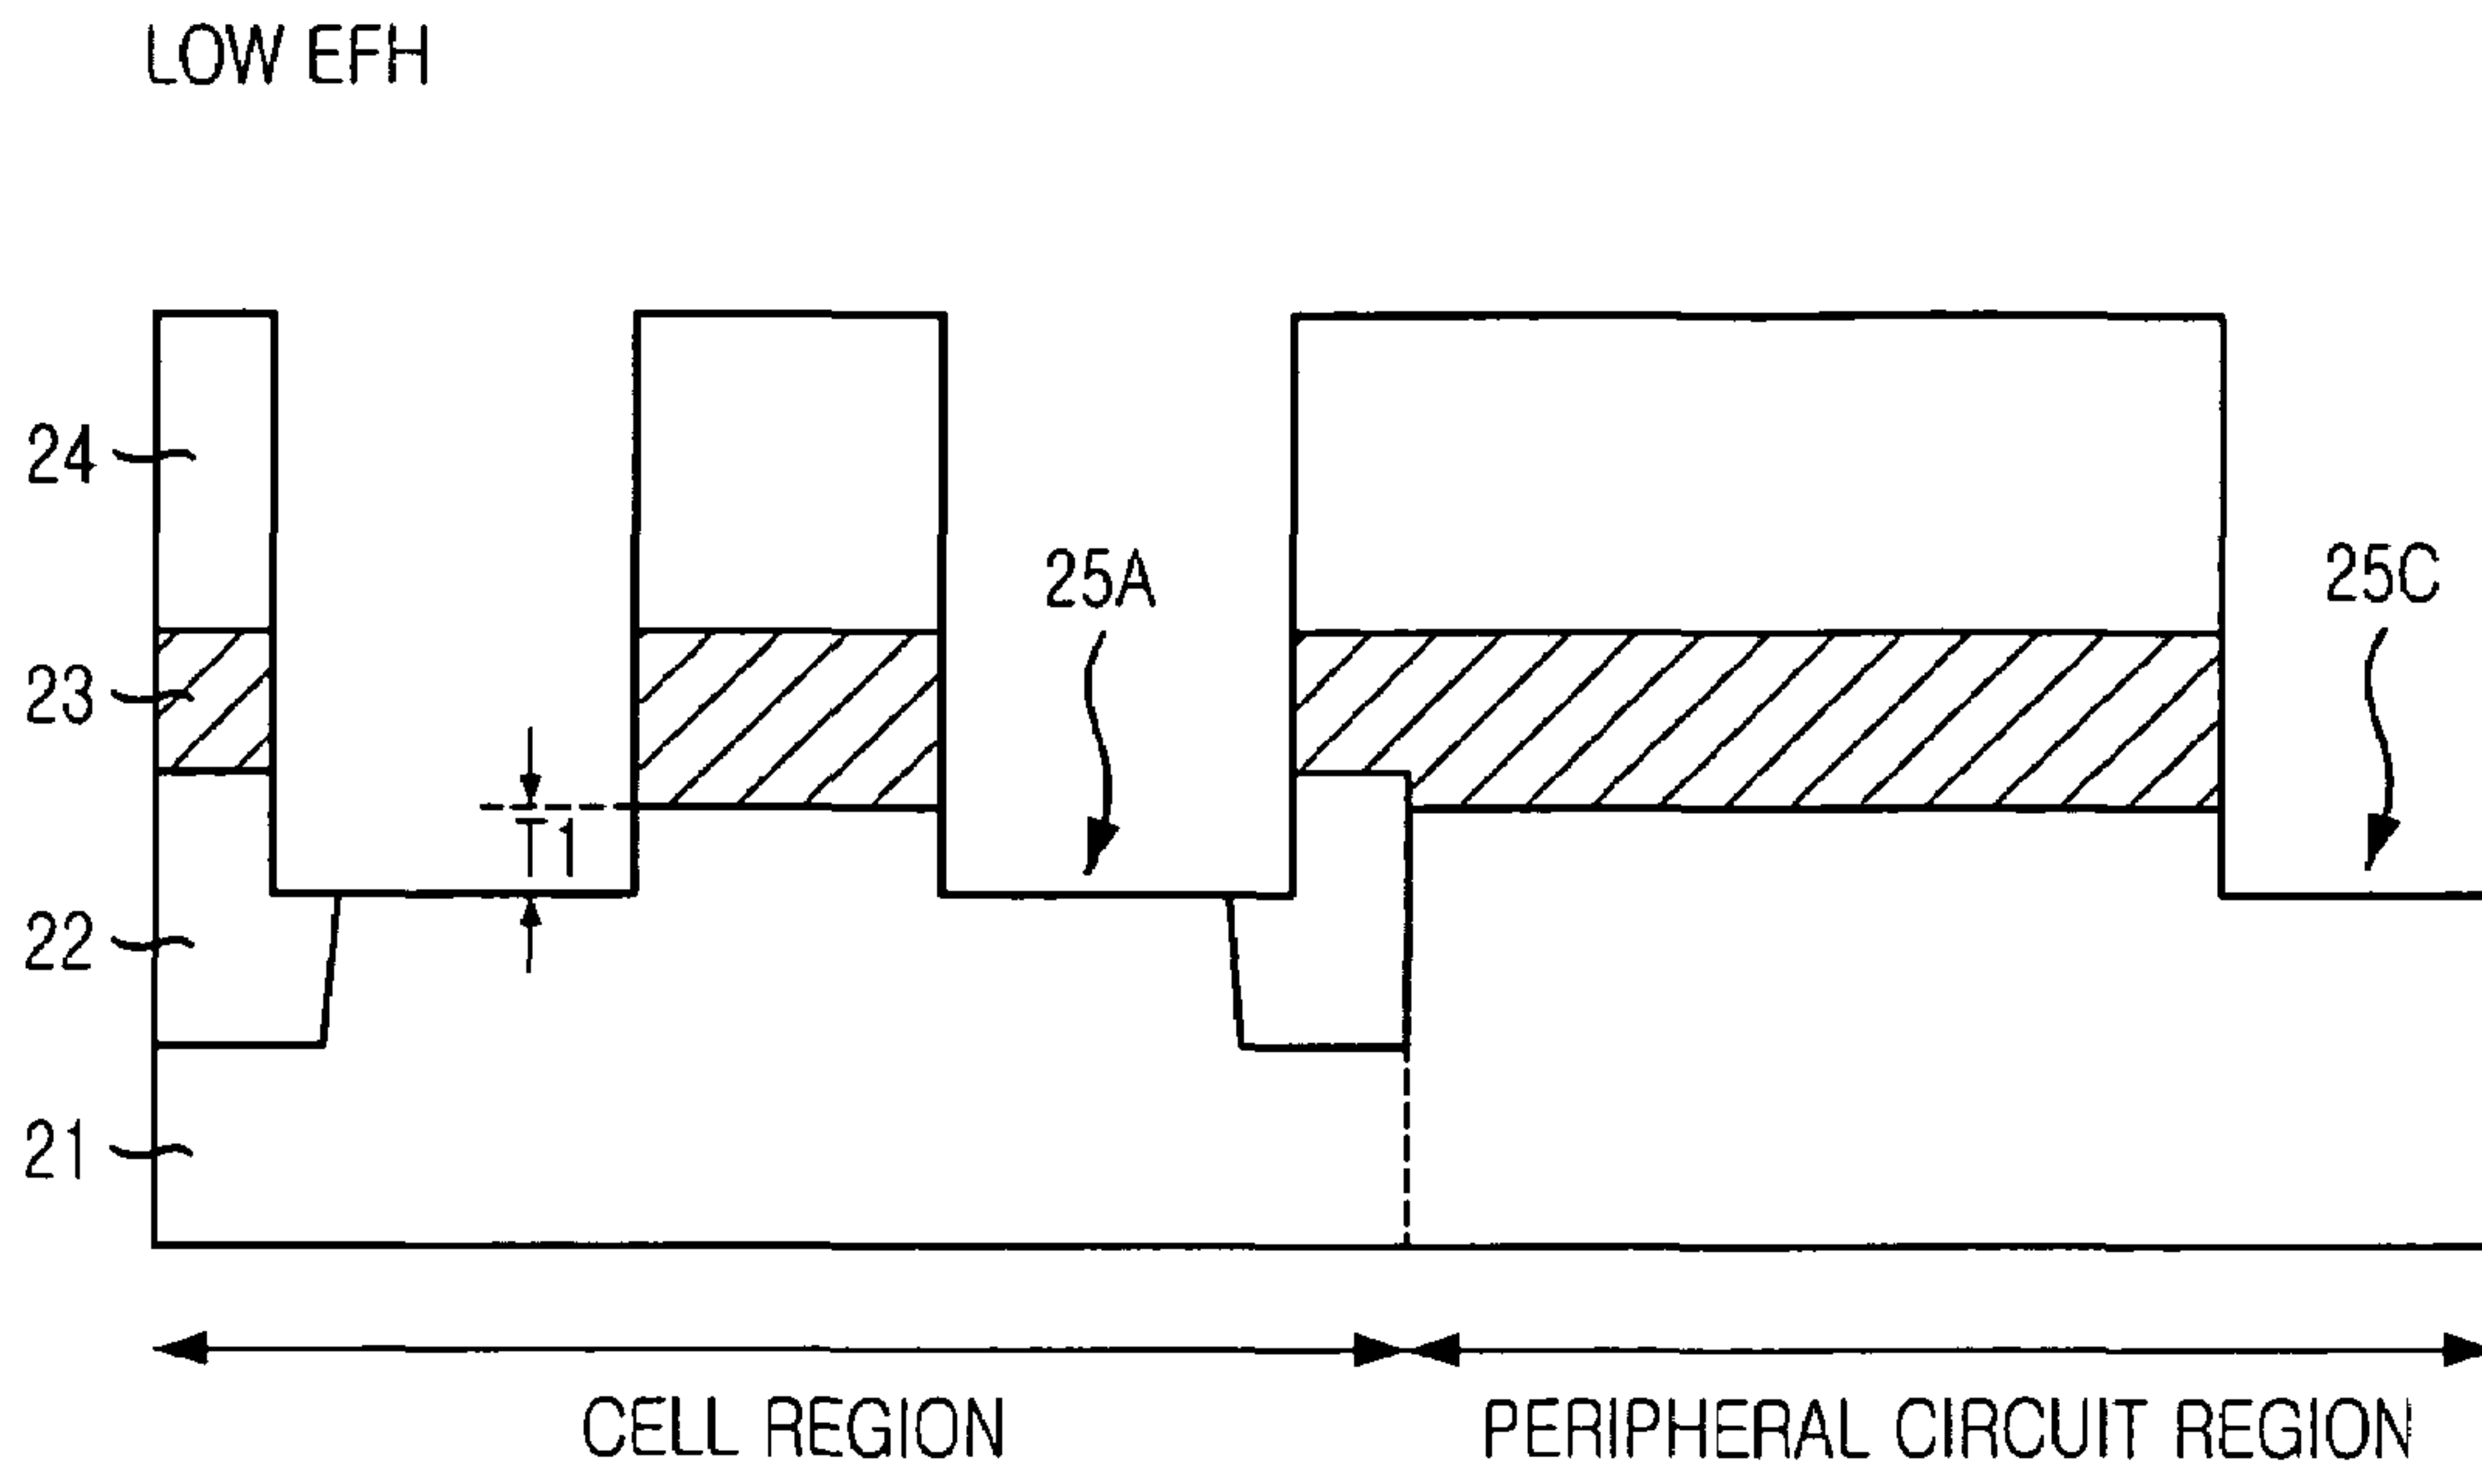 LOW EFH
24
25A
25C
23
T1
22
21
CELL REGION
PERIPHERAL CIRCUIT REGION